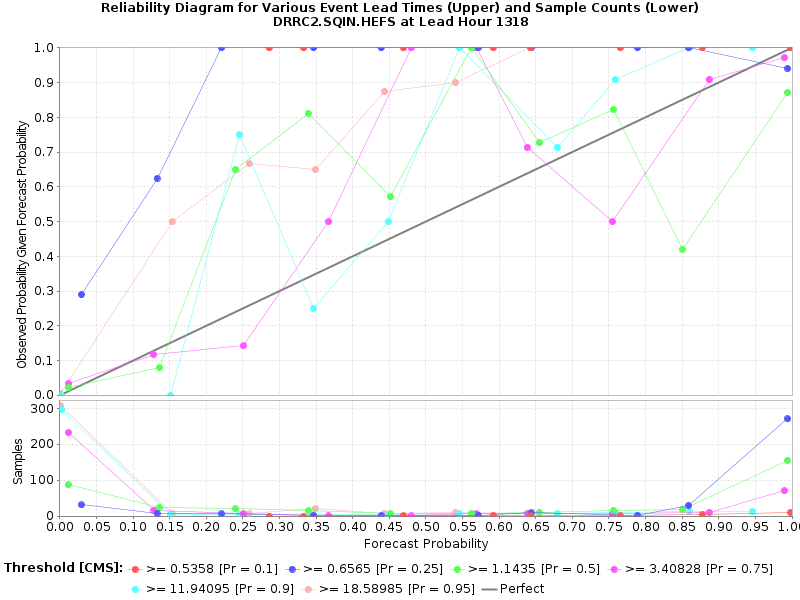 Reliability Diagram for Various Event Lead Times (Upper) and Sample Counts (Lower)
DRRC2.SQIN.HEFS at Lead Hour 1318
Observed Probability Given Forecast Probability
1.0
0.9
0.8
0.7
0.6
0.5
0.4
0.3
0.2
0.1
0.0
Samples
300
200
100
0
0.00 0.05 0.10 0.15 0.20 0.25 0.30 0.35 0.40 0.45 0.50 0.55 0.60 0.65 0.70 0.75 0.80 0.85 0.90 0.95 1.0
Forecast Probability
Threshold [CMS]: >= 0.5358 [Pr = 0.1] >= 0.6565 [Pr = 0.25] >= 1.1435 [Pr = 0.5] >= 3.40828 [Pr = 0.75]
>= 11.94095 [Pr = 0.9] >= 18.58985 [Pr = 0.95] Perfect